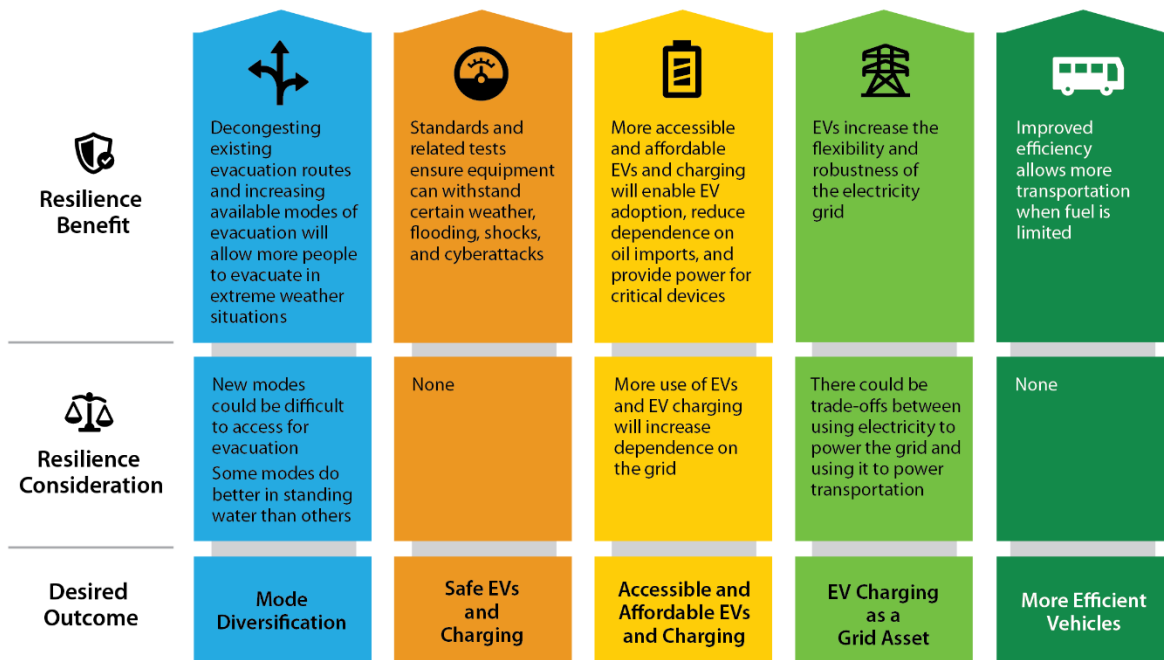 Resilience
Benefit
Decongesting
existing
evacuation routes
and increasing
available modes of
evacuation will
allow more people
to evacuate in
extreme weather
situations
Standards and
related tests
ensure equipment
can withstand
certain weather,
flooding, shocks,
and cyberattacks
More accessible
and affordable
EVs and charging
will enable EV
adoption, reduce
dependence on
oil imports, and
provide power for
critical devices
EVs increase the
flexibility and
robustness of
the electricity
grid
Improved
efficiency
allows more
transportation
when fuel is
limited
Resilience
Consideration
New modes
could be difficult
to access for
evacuation
Some modes do
better in standing
water than others
None
More use of EVs
and EV charging
will increase
dependence on
the grid
There could be
trade-offs between
using electricity to
power the grid and
using it to power
transportation
None
Desired
Outcome
Mode
Diversification
Safe EVs
and
Charging
Accessible and
Affordable EVs
and Charging
EV Charging
as a
Grid Asset
More Efficient
Vehicles